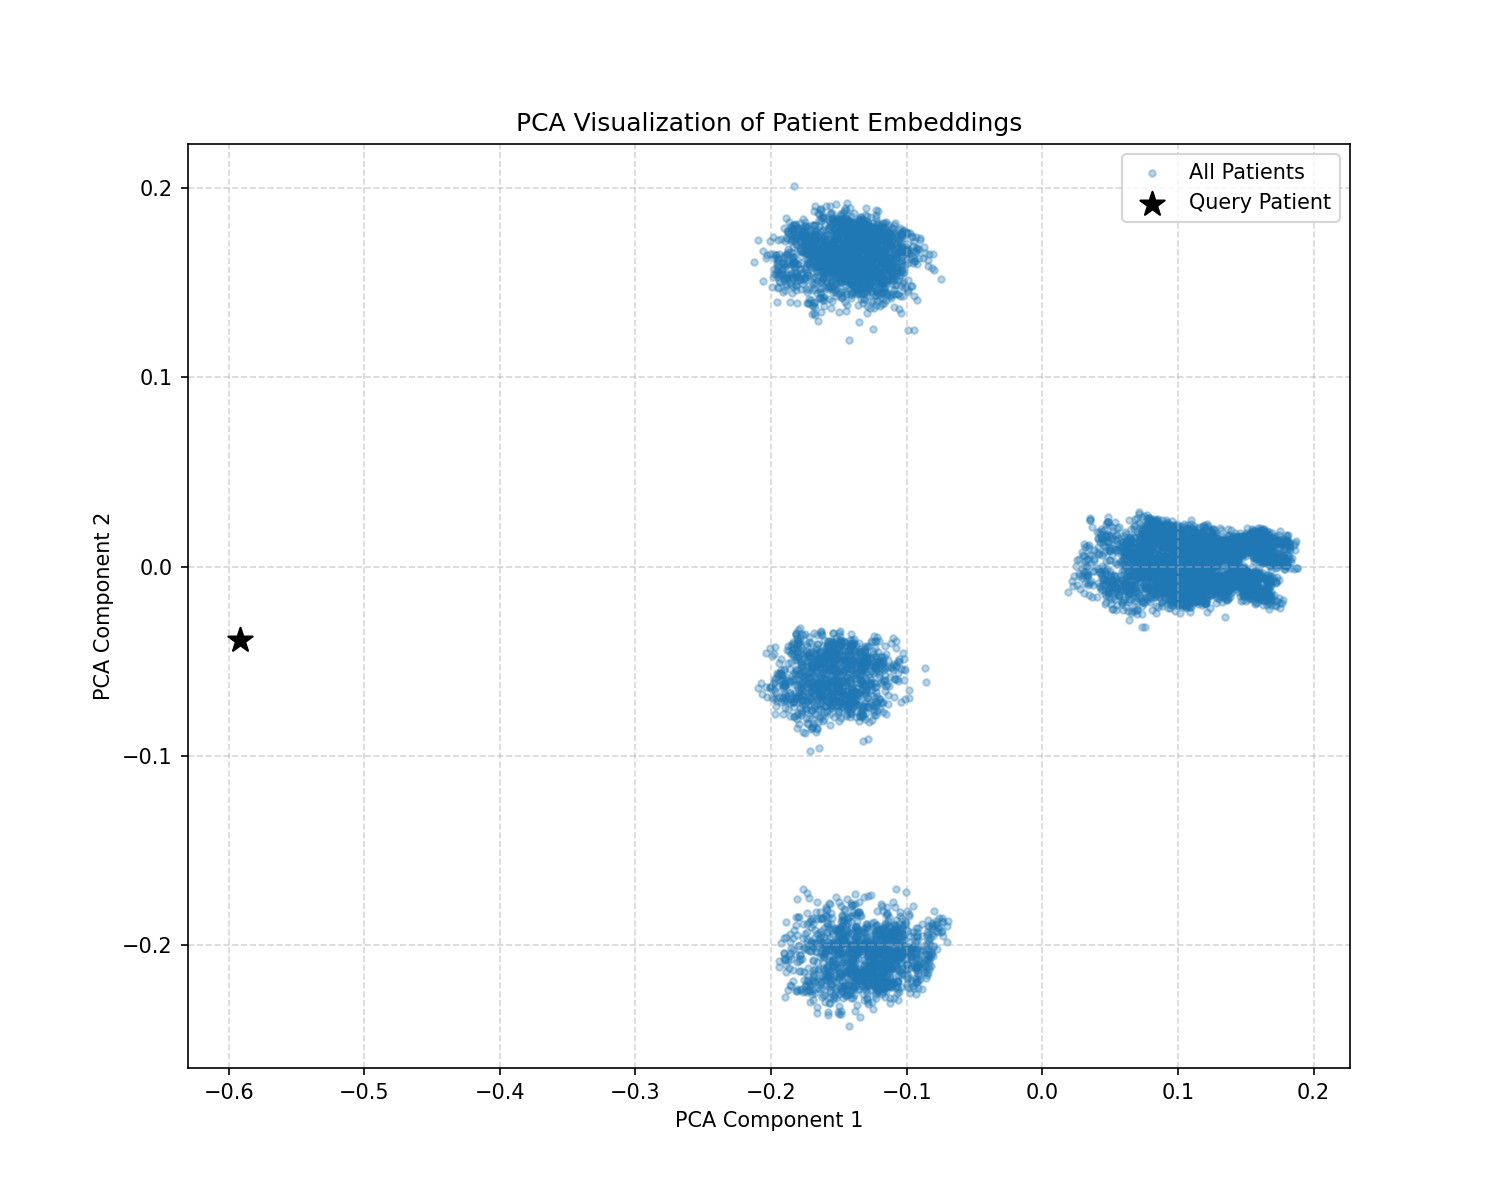 PCA Visualization of Patient Embeddings
All Patients
Query Patient
0.2
0.1
0.0
−0.1
−0.2
PCA Component 2
−0.6
−0.5
−0.4
−0.3
−0.2
−0.1
0.0
0.1
0.2
PCA Component 1